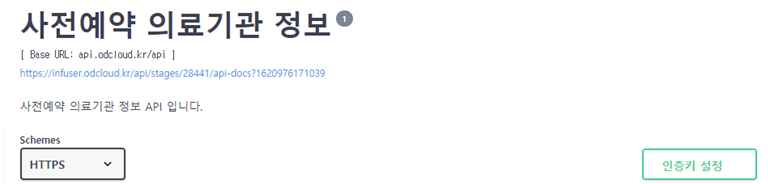 사전예약 의료기관 정보 1
[ Base URL: api.odcloud.kr/api ]
https://infuser.odcloud.kr/api/stages/28441/api-docs?1620976171039
사전예약 의료기관 정보 API 입니다.
Schemes
HTTPS
인증키 설정